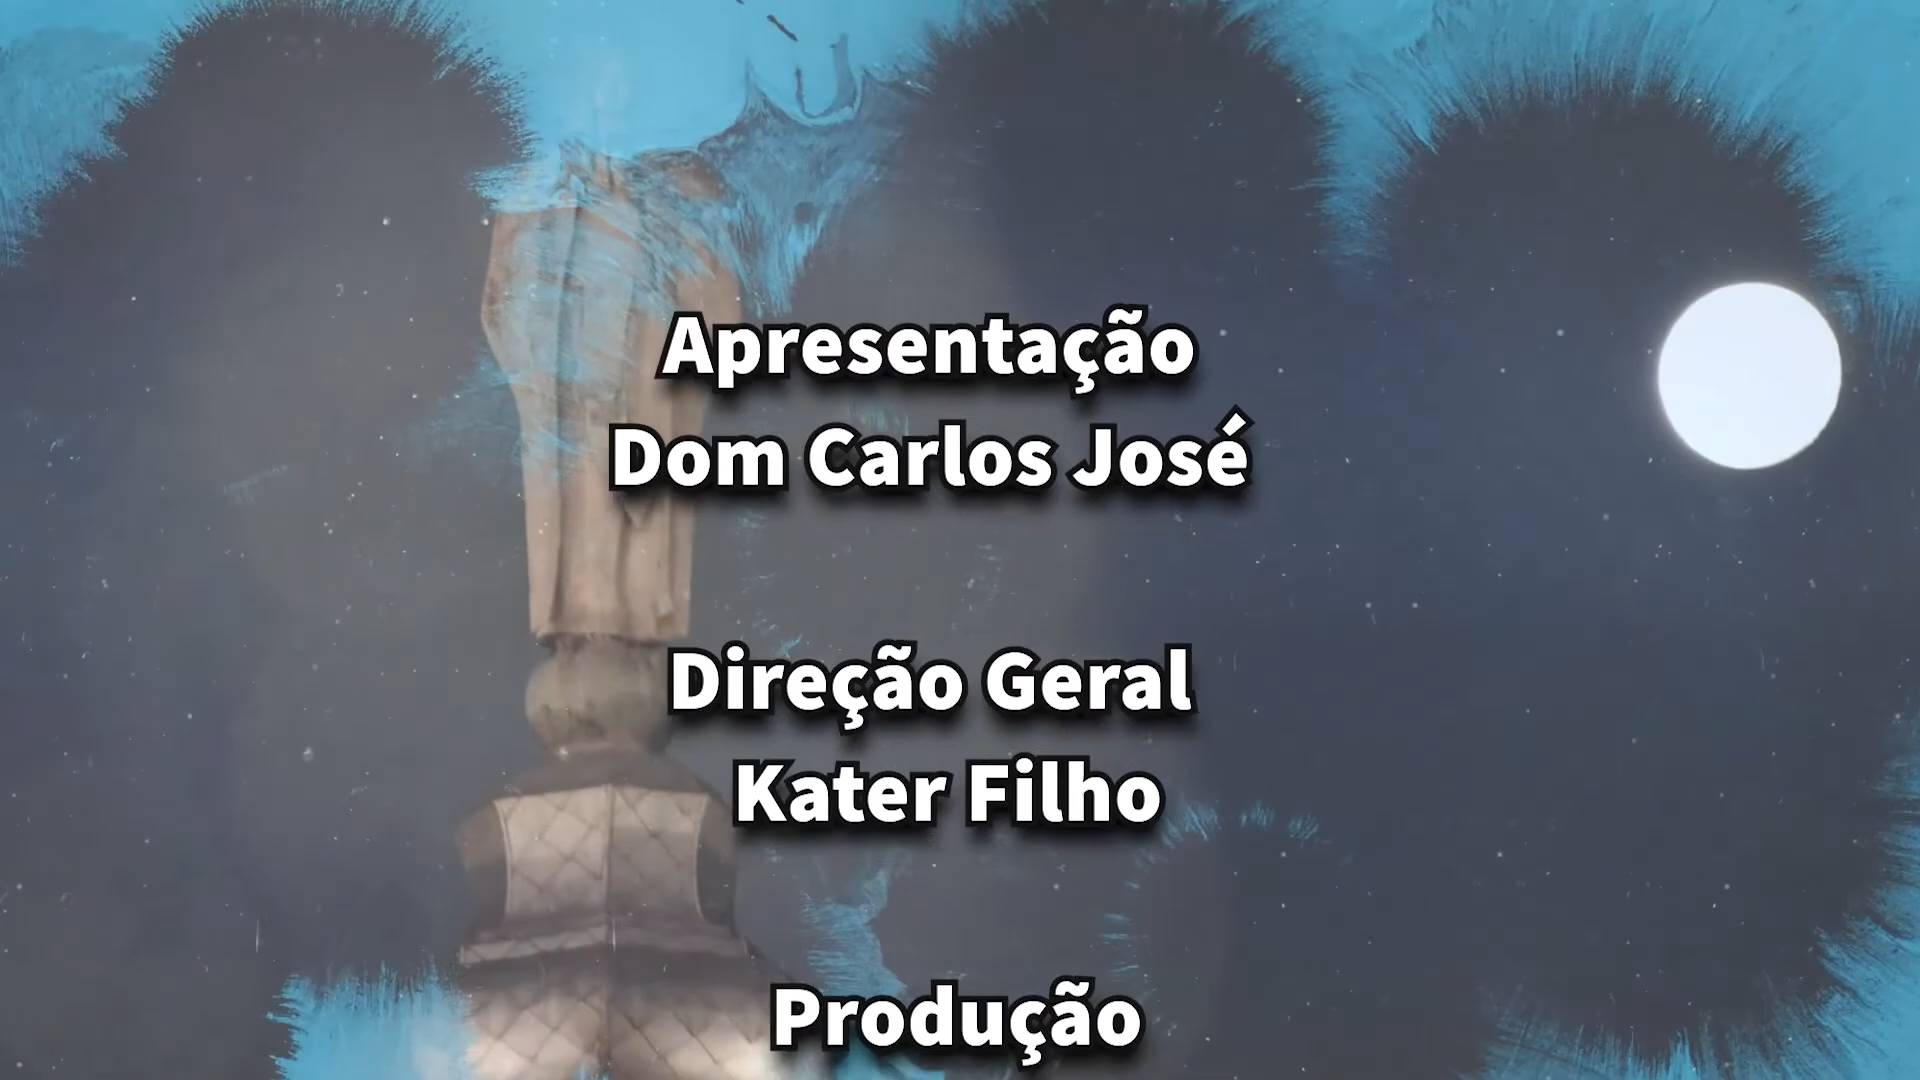 Apresentação
Dom Carlos José
Direção Geral
Kater Filho
Produção